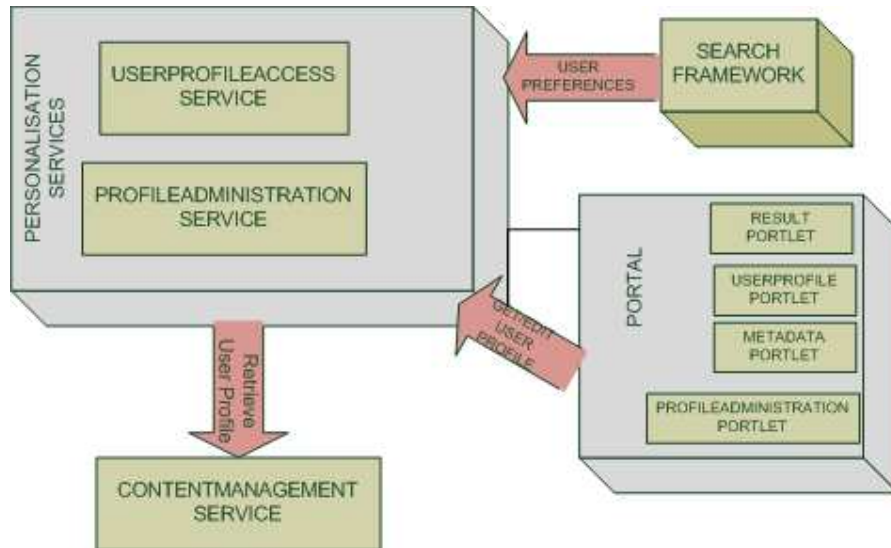 PERSONALISATION
SERVICES
USERPROFILEACCESS
SERVICE
PROFILEADMINISTRATION
SERVICE
USER
PREFERENCES
SEARCH
FRAMEWORK
PORTAL
RESULT
PORTLET
USERPROFILE
PORTLET
METADATA
PORTLET
PROFILEADMINISTRATION
PORTLET
GET/EDIT
USER
PROFILE
Retrieve
User Profile
CONTENTMANAGEMENT
SERVICE